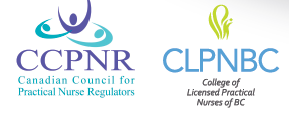 CCPNR
Canadian Council for
Practical Nurse Regulators
CLPNBC
College of
Licensed Practical
Nurses of BC